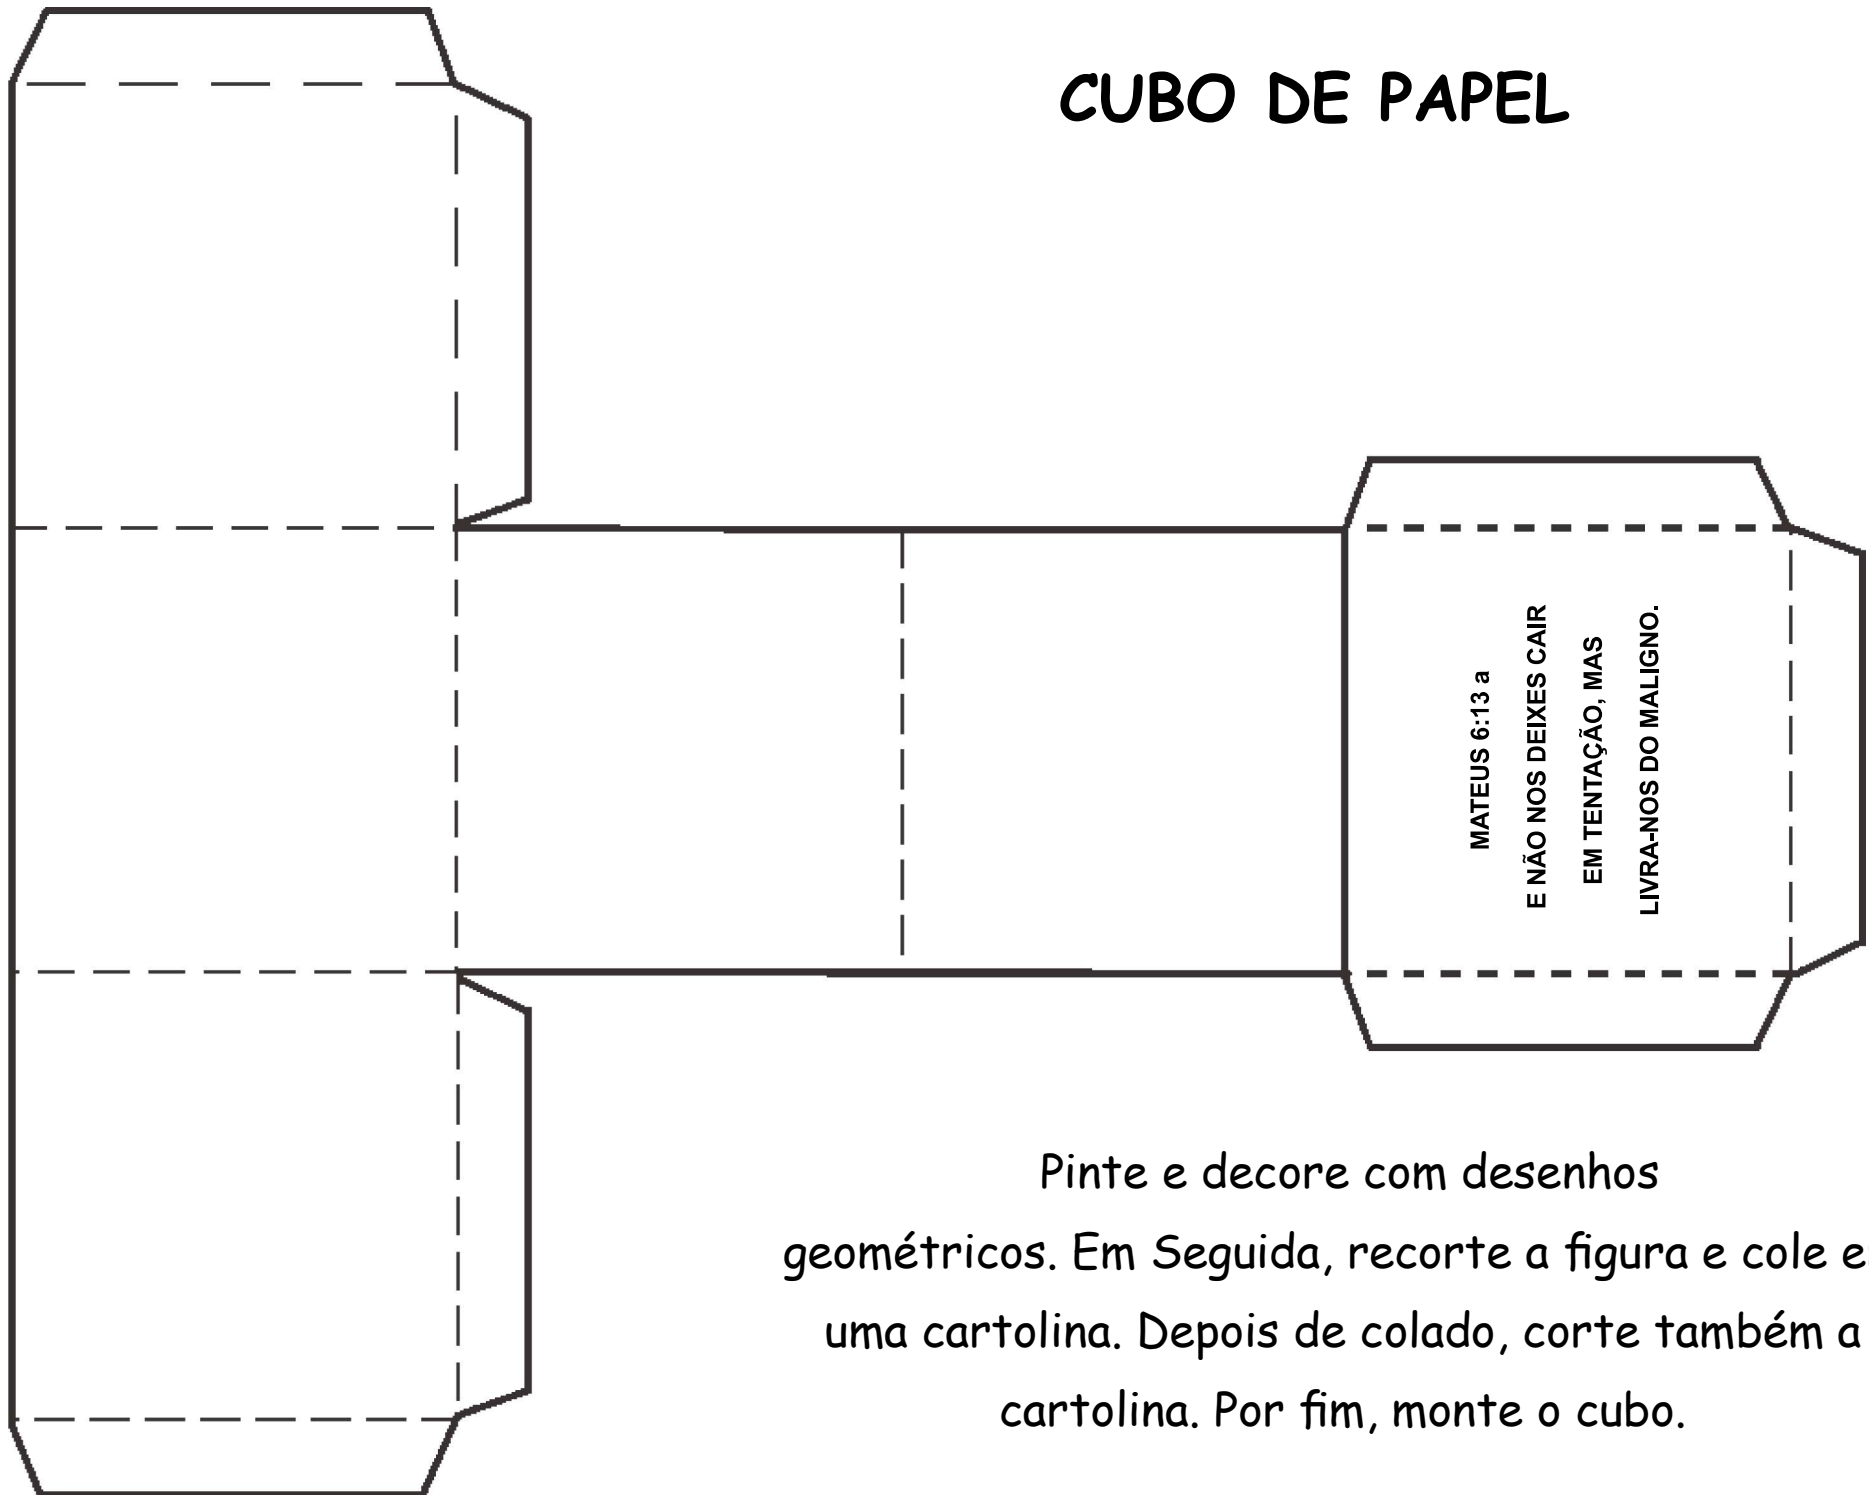 CUBO DE PAPEL
MATEUS 6:13 a
E NÃO NOS DEIXES CAIR
EM TENTAÇÃO, MAS
LIVRA-NOS DO MALIGNO.
Pinte e decore com desenhos
geométricos. Em Seguida, recorte a figura e cole
uma cartolina. Depois de colado, corte também a
cartolina. Por fim, monte o cubo.